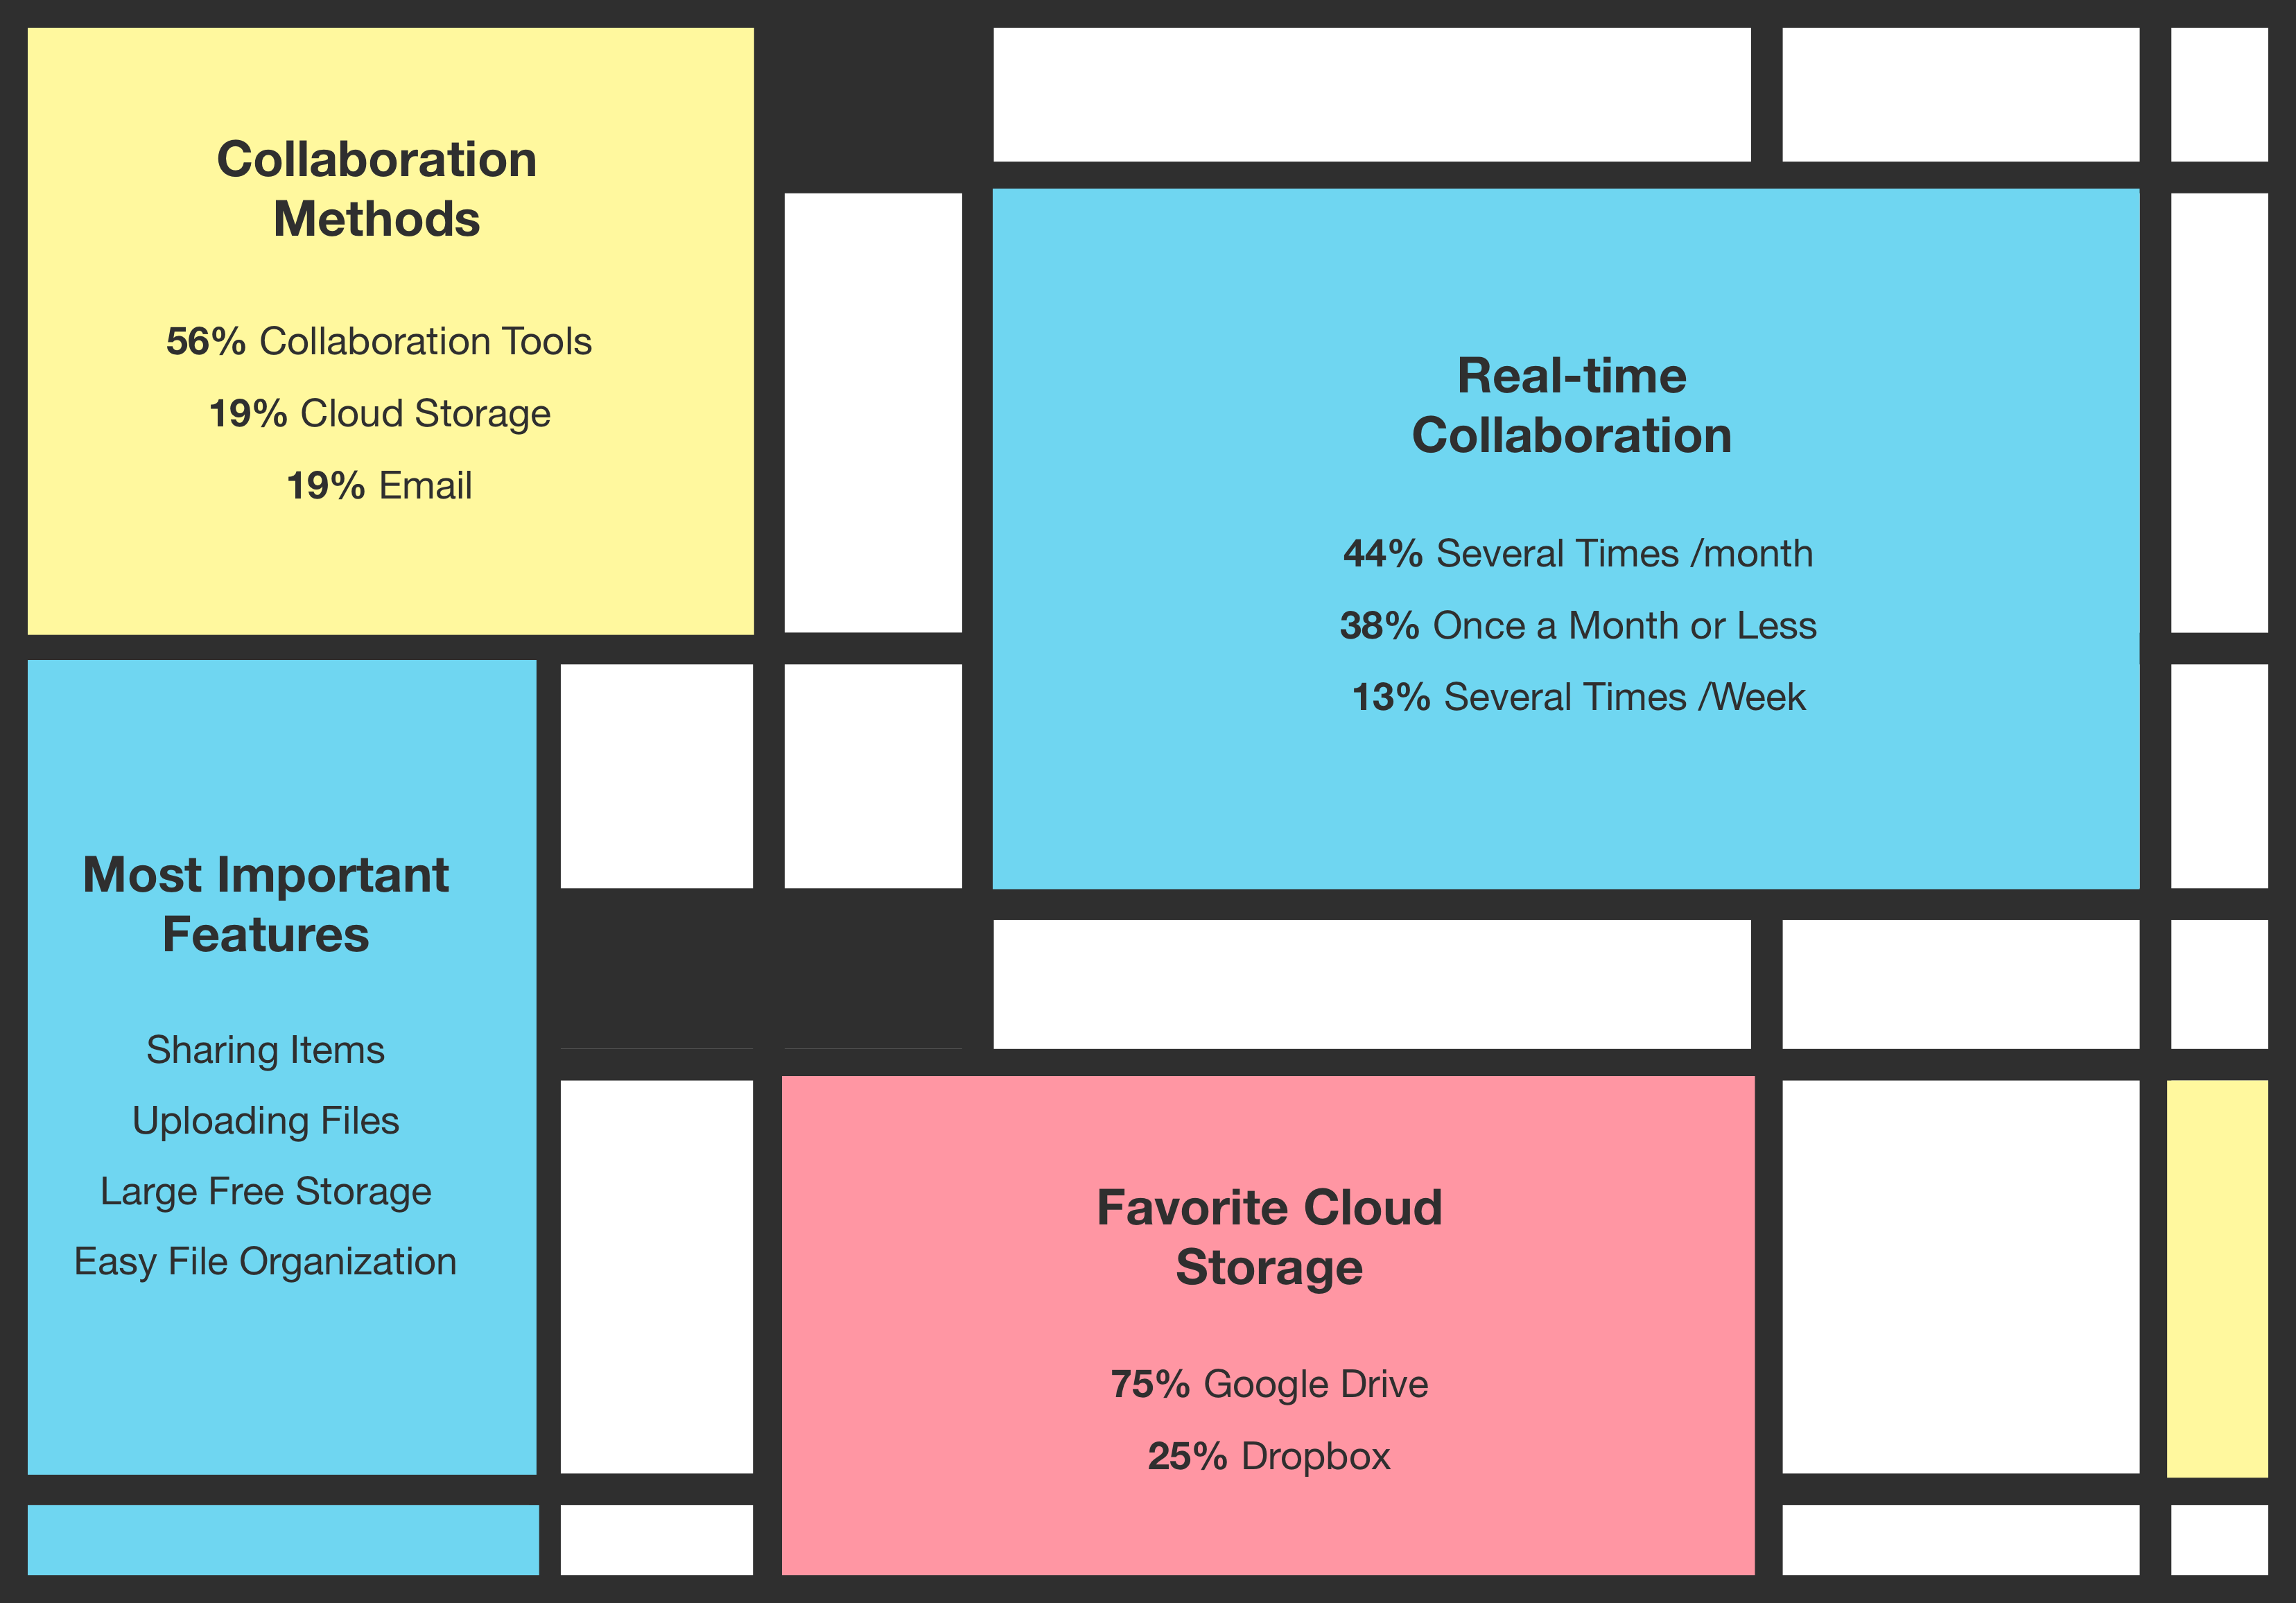 Collaboration
Methods
56% Collaboration Tools
19% Cloud Storage
19% Email
Real-time
Collaboration
44% Several Times /month
38% Once a Month or Less
13% Several Times /Week
Most Important
Features
Sharing Items
Uploading Files
Large Free Storage
Easy File Organization
Favorite Cloud
Storage
75% Google Drive
25% Dropbox